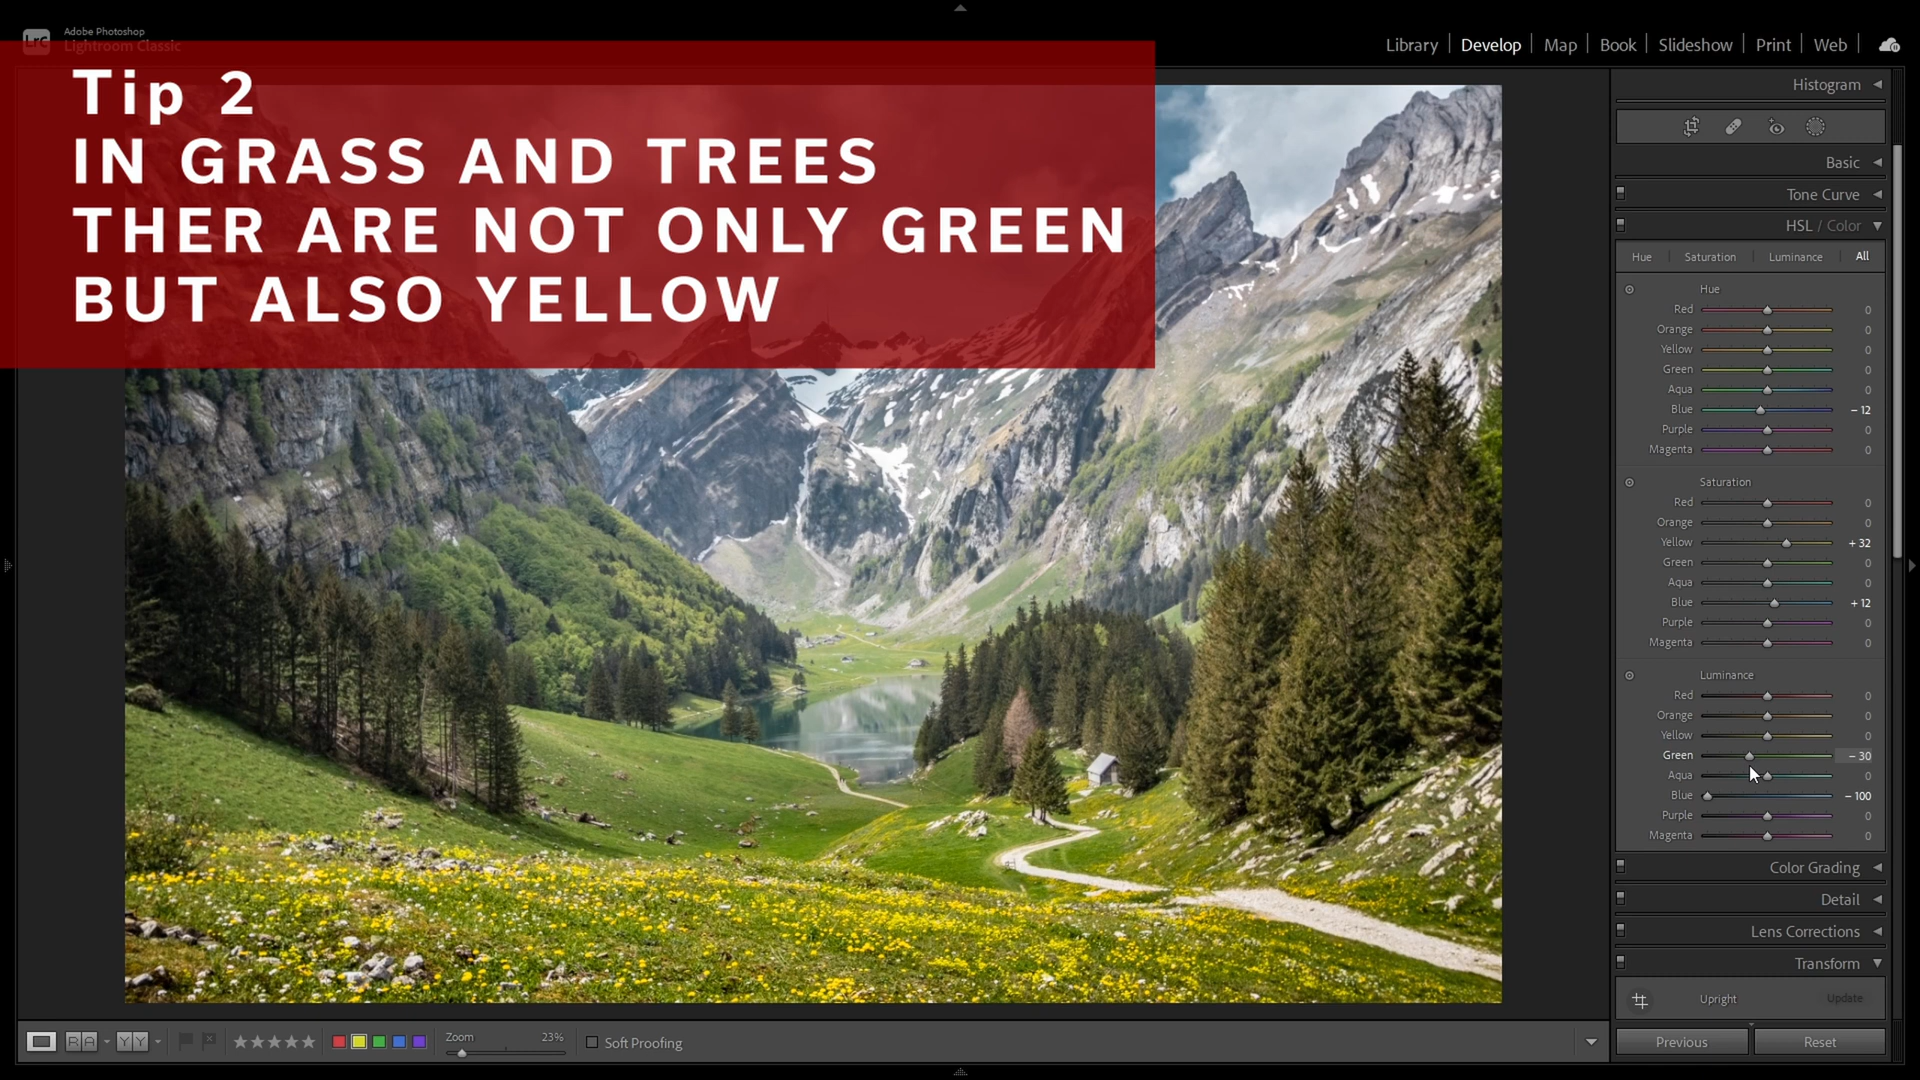 Adobe Photoshop
Lightroom Classic
LrC
Library
Develop
Map
Book
Slideshow
Print
Web
Tip 2
IN GRASS AND TREES
THER ARE NOT ONLY GREEN
BUT ALSO YELLOW
Histogram
Basic
Tone Curve
HSL / Color
Hue Saturation Luminance All
Hue
Red 0
Orange 0
Yellow 0
Green 0
Aqua 0
Blue – 12
Purple 0
Magenta 0
Saturation
Red 0
Orange 0
Yellow + 32
Green 0
Aqua 0
Blue + 12
Purple 0
Magenta 0
Luminance
Red 0
Orange 0
Yellow 0
Green – 30
Aqua 0
Blue – 100
Purple 0
Magenta 0
Color Grading
Detail
Lens Corrections
Transform
Upright Update
Previous Reset
R A Y Y Zoom 23% Soft Proofing